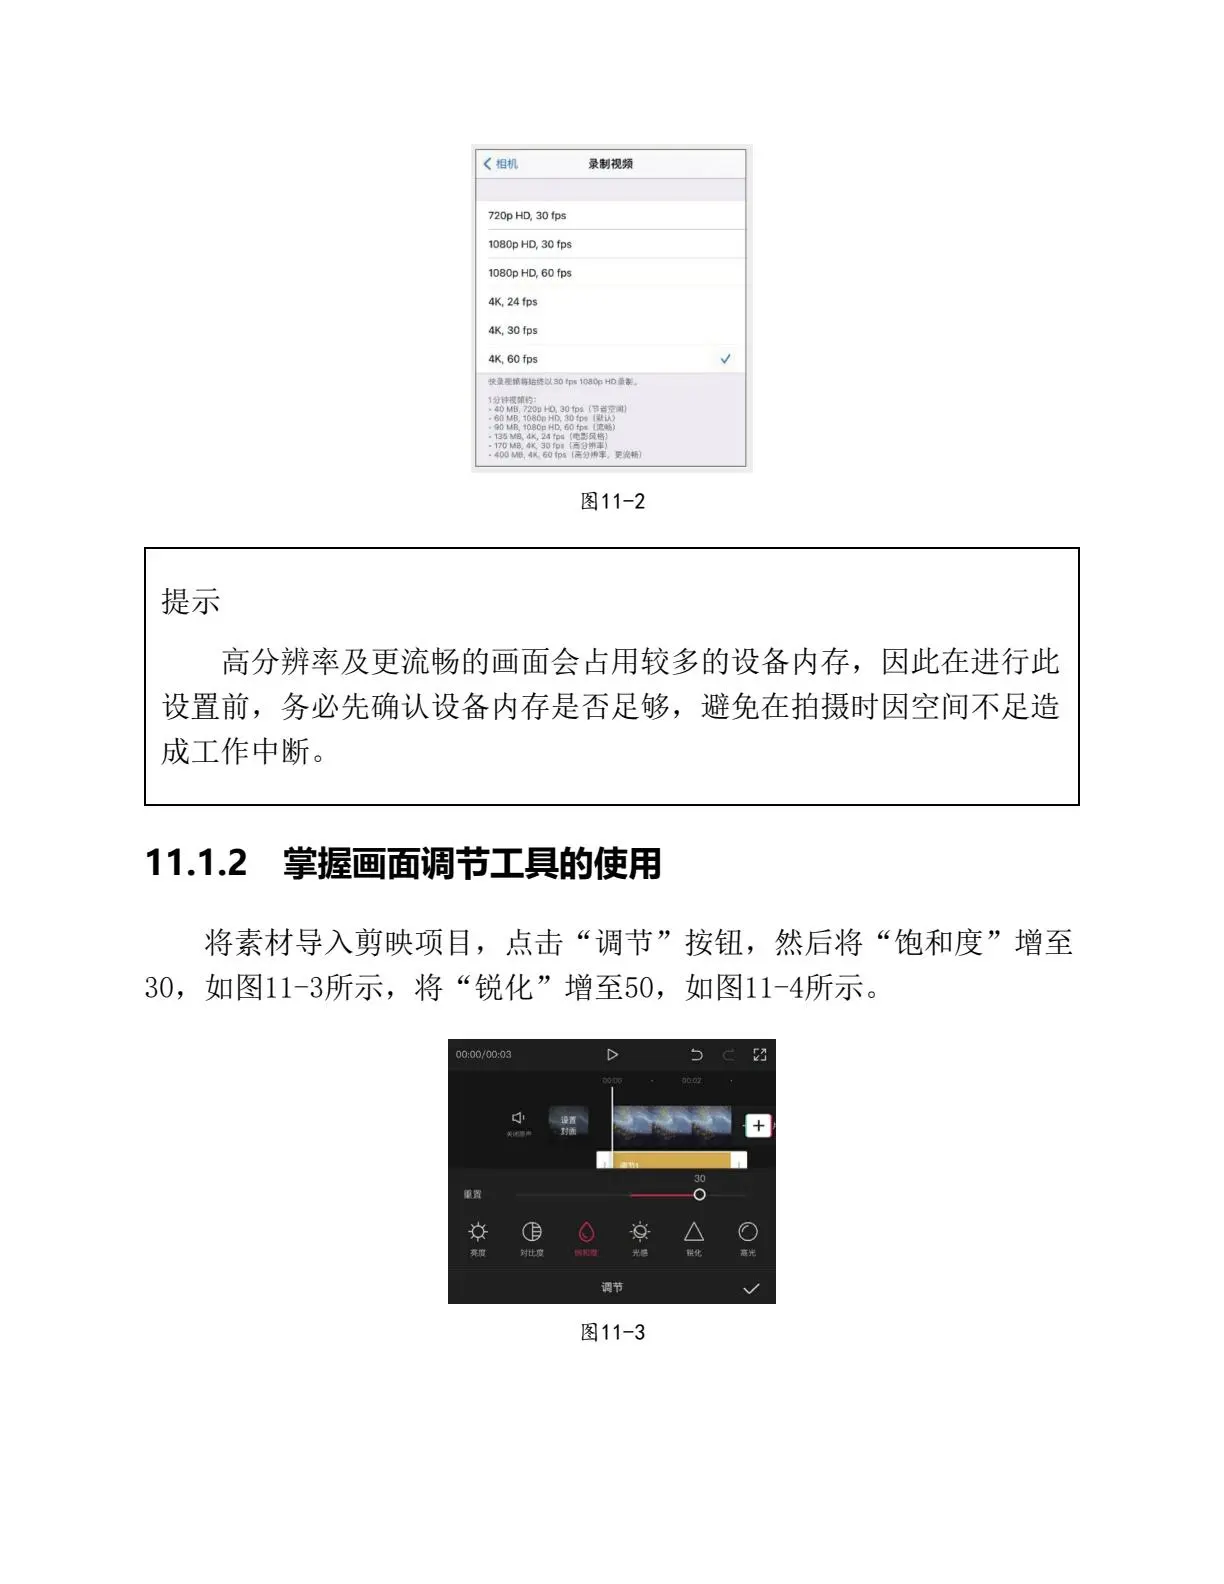 相机 录制视频
720p HD, 30 fps
1080p HD, 30 fps
1080p HD, 60 fps
4K, 24 fps
4K, 30 fps
4K, 60 fps
快录视频将始终以 30 fps 1080p HD 录制。
1 分钟视频约：
- 40 MB, 720p HD, 30 fps（节省空间）
- 60 MB, 1080p HD, 30 fps（默认）
- 90 MB, 1080p HD, 60 fps（流畅）
- 135 MB, 4K, 24 fps（电影风格）
- 170 MB, 4K, 30 fps（高分辨率）
- 400 MB, 4K, 60 fps（高分辨率，更流畅）
图11-2
提示
高分辨率及更流畅的画面会占用较多的设备内存，因此在进行此
设置前，务必先确认设备内存是否足够，避免在拍摄时因空间不足造
成工作中断。
11.1.2 掌握画面调节工具的使用
将素材导入剪映项目，点击“调节”按钮，然后将“饱和度”增至
30，如图11-3所示，将“锐化”增至50，如图11-4所示。
00:00/00:03
00:00 00:02
设置
封面
关闭原声
调节1
30
重置
亮度 对比度 饱和度 光感 锐化 高光
调节
图11-3